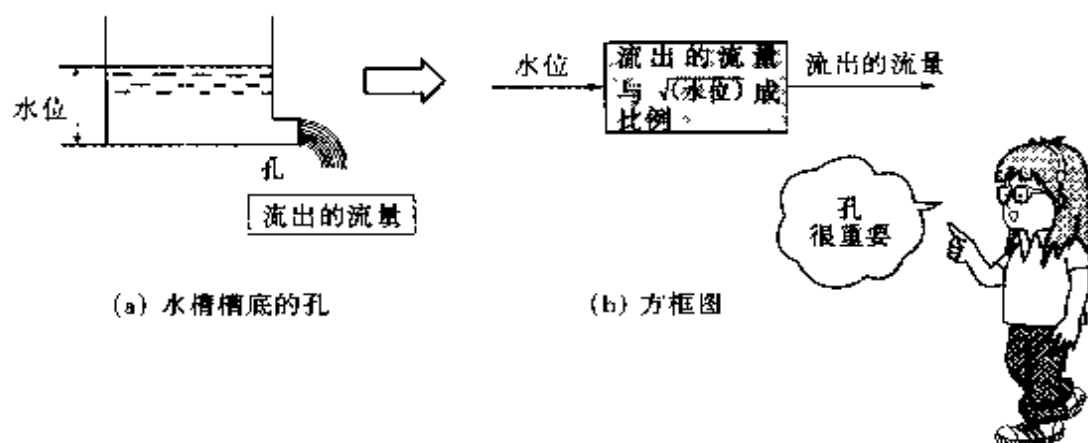 水位
孔
流出的流量
(a) 水槽槽底的孔
水位
流出的流量
与√(水位)成
比例。
流出的流量
孔
很重要
(b) 方框图